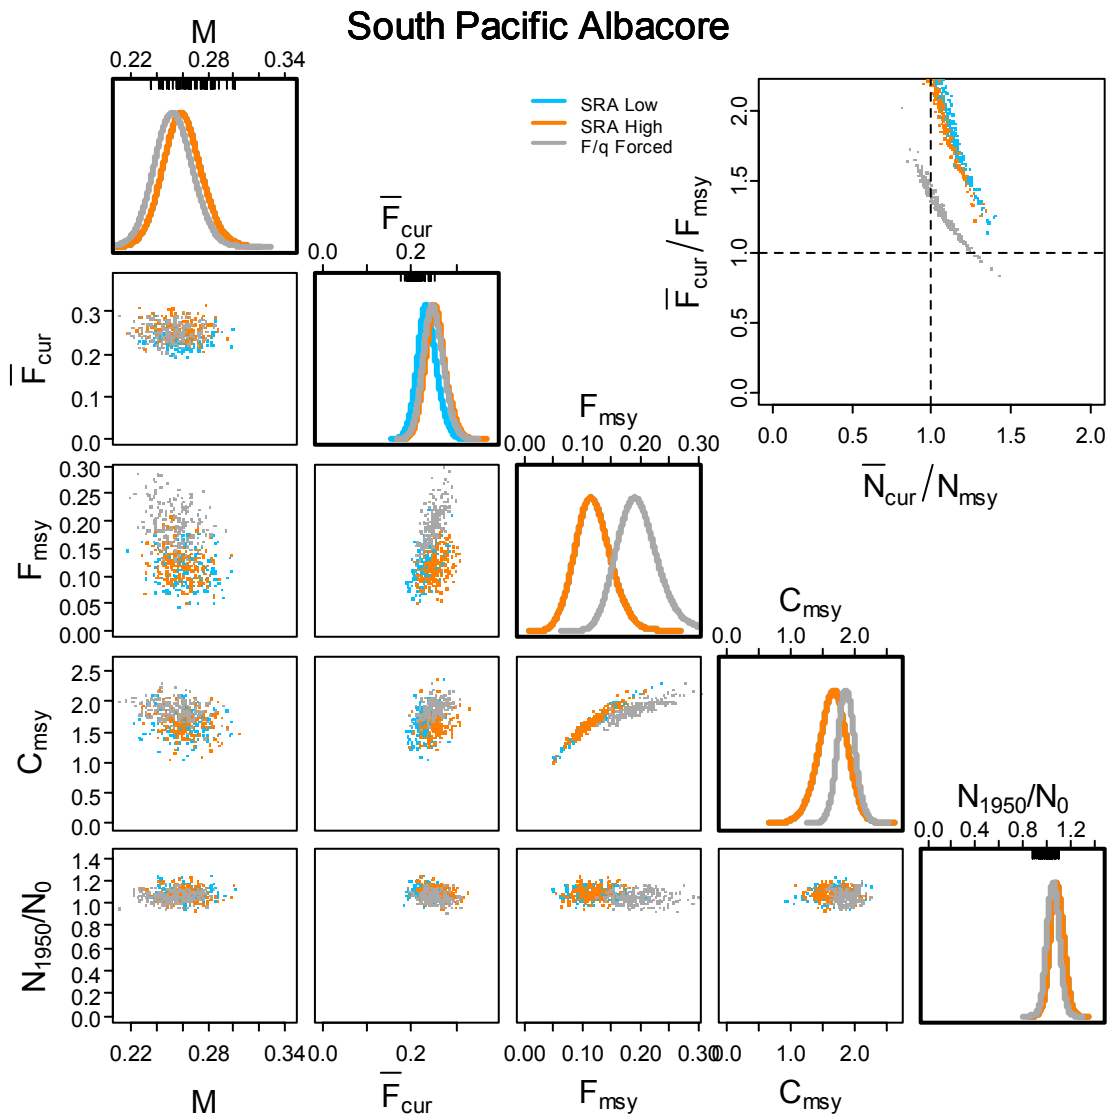 South Pacific Albacore
M
0.22 0.28 0.34
SRA Low
SRA High
F/q Forced
F̅cur
0.0 0.2
F̅cur / Fmsy
2.0
1.5
1.0
0.5
0.0
0.0 0.5 1.0 1.5 2.0
N̅cur / Nmsy
F̅cur
0.3
0.2
0.1
0.0
Fmsy
0.00 0.10 0.20 0.30
Fmsy
0.30
0.25
0.20
0.15
0.10
0.05
0.00
Cmsy
0.0 1.0 2.0
Cmsy
2.5
2.0
1.5
1.0
0.5
0.0
N1950/N0
0.0 0.4 0.8 1.2
N1950/N0
1.4
1.2
1.0
0.8
0.6
0.4
0.2
0.0
0.22 0.28 0.34 0.0 0.2 0.00 0.10 0.20 0.30 0.0 1.0 2.0
M F̅cur Fmsy Cmsy